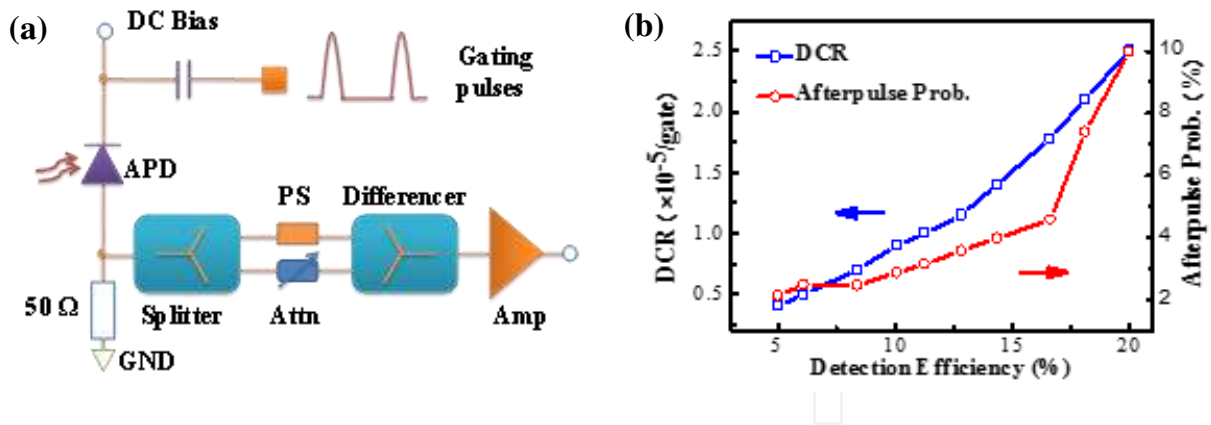 (a)
DC Bias
Gating
pulses
APD
PS
Differencer
50 Ω
Splitter
Attn
Amp
GND
(b)
DCR
Afterpulse Prob.
DCR (×10⁻⁵/gate)
2.5
2.0
1.5
1.0
0.5
5
10
15
20
Detection Efficiency (%)
10
8
6
4
2
Afterpulse Prob. (%)